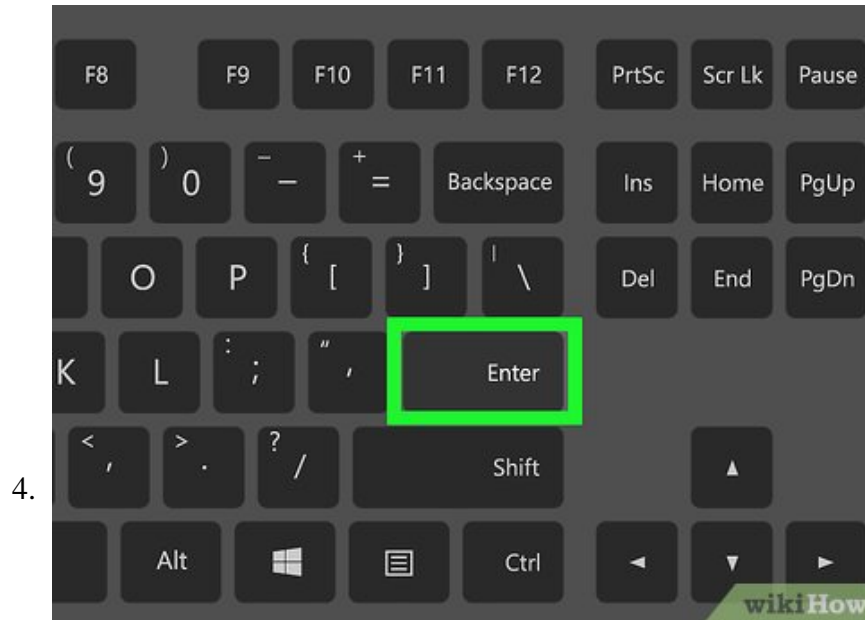 F8 F9 F10 F11 F12 PrtSc Scr Lk Pause
( 9 ) 0 – – + = Backspace Ins Home PgUp
O P { [ } ] | \ Del End PgDn
K L : ; " ' Enter
4. < , > . ? / Shift ▲
Alt Ctrl ◄ ▼ ►
wikiHow